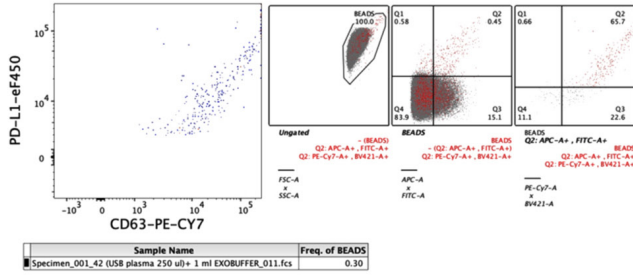 PD-L1-eF450
10^5
10^4
0
-10^3
0
10^3
10^4
10^5
CD63-PE-CY7
BEADS
100.0
Q1
0.58
Q2
0.45
Q4
83.9
Q3
15.1
Q1
0.66
Q2
65.7
Q4
11.1
Q3
22.6
Ungated
- (BEADS)
Q2: APC-A+ , FITC-A+
Q2: PE-Cy7-A+ , BV421-A+
FSC-A
x
SSC-A
BEADS
BEADS
- (Q2: APC-A+ , FITC-A+)
Q2: PE-Cy7-A+ , BV421-A+
APC-A
x
FITC-A
BEADS
Q2: APC-A+ , FITC-A+
BEADS
Q2: APC-A+ , FITC-A+
Q2: PE-Cy7-A+ , BV421-A+
PE-Cy7-A
x
BV421-A
Sample Name Freq. of BEADS
Specimen_001_42 (USB plasma 250 ul)+ 1 ml EXOBUFFER_011.fcs 0.30